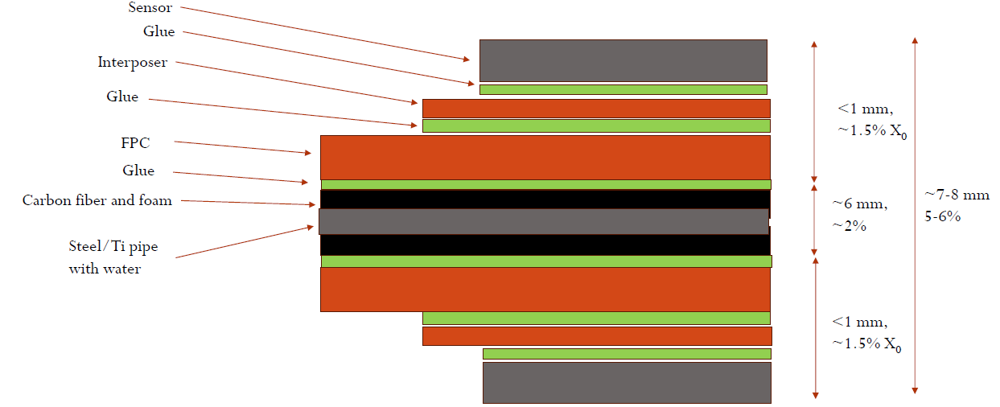 Sensor
Glue
Interposer
Glue
FPC
Glue
Carbon fiber and foam
Steel/Ti pipe
with water
<1 mm,
~1.5% X0
~6 mm,
~2%
<1 mm,
~1.5% X0
~7-8 mm
5-6%